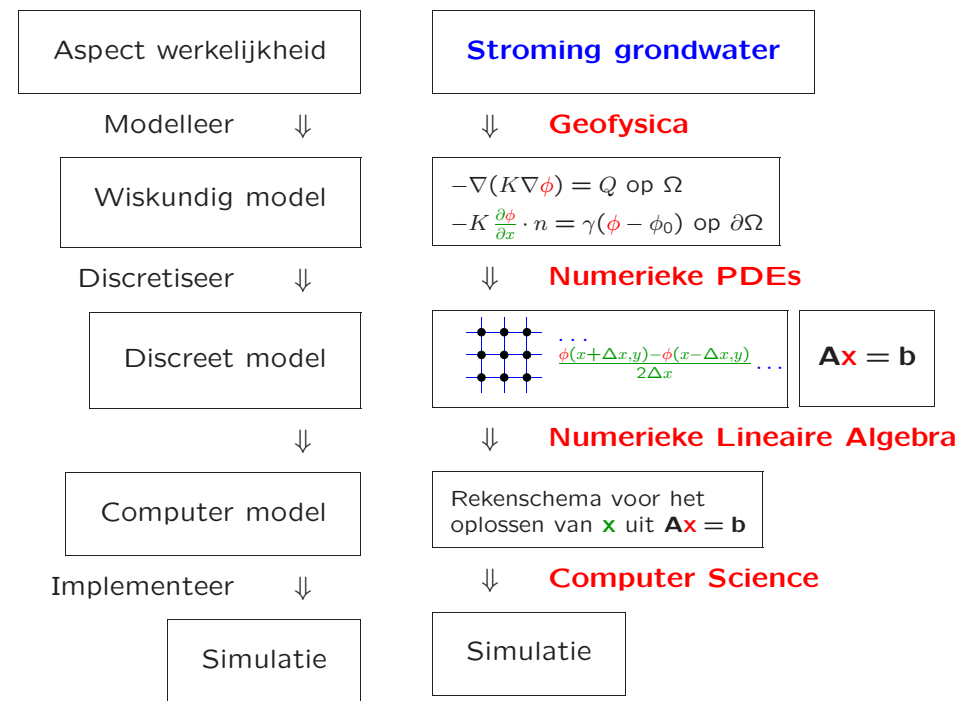 Aspect werkelijkheid Stroming grondwater
Modelleer ⇓ ⇓ Geofysica
Wiskundig model −∇(K∇ϕ) = Q op Ω
−K ∂ϕ/∂x · n = γ(ϕ − ϕ₀) op ∂Ω
Discretiseer ⇓ ⇓ Numerieke PDEs
Discreet model ... ϕ(x+Δx,y)−ϕ(x−Δx,y)/2Δx ... Ax = b
⇓ ⇓ Numerieke Lineaire Algebra
Computer model Rekenschema voor het
oplossen van x uit Ax = b
Implementeer ⇓ ⇓ Computer Science
Simulatie Simulatie